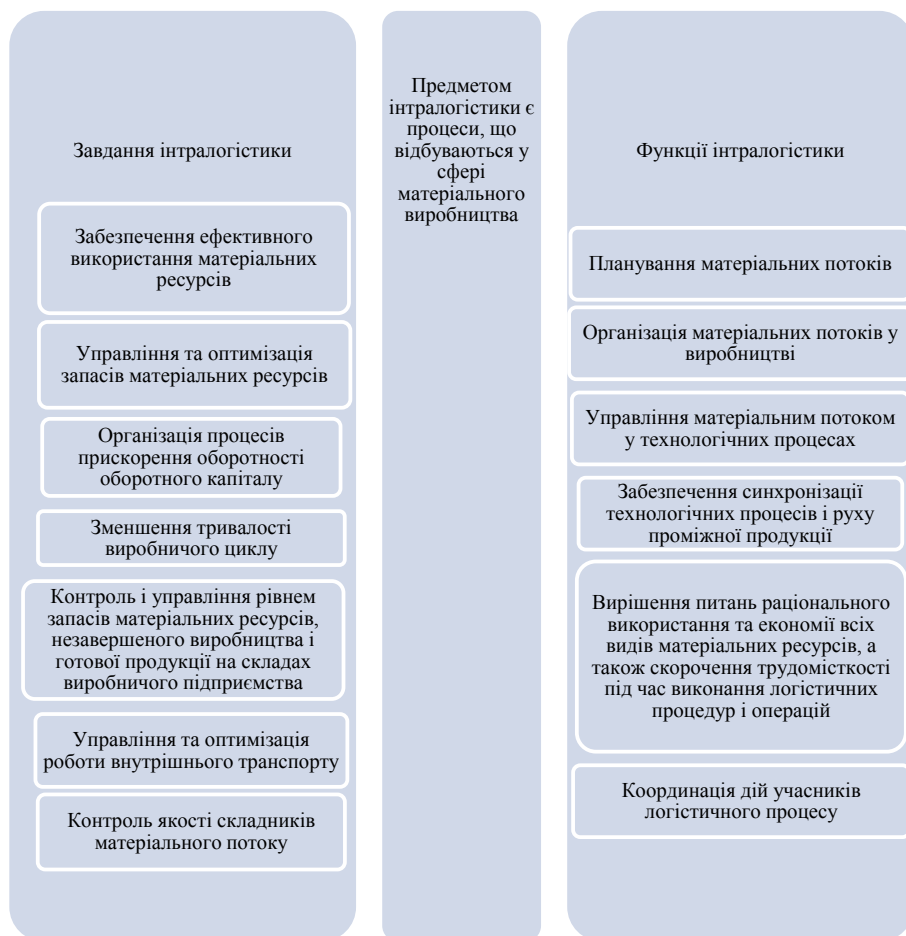 Завдання інтралогістики
Забезпечення ефективного
використання матеріальних
ресурсів
Управління та оптимізація
запасів матеріальних ресурсів
Організація процесів
прискорення оборотності
оборотного капіталу
Зменшення тривалості
виробничого циклу
Контроль і управління рівнем
запасів матеріальних ресурсів,
незавершеного виробництва і
готової продукції на складах
виробничого підприємства
Управління та оптимізація
роботи внутрішнього транспорту
Контроль якості складників
матеріального потоку
Предметом
інтралогістики є
процеси, що
відбуваються у
сфері
матеріального
виробництва
Функції інтралогістики
Планування матеріальних потоків
Організація матеріальних потоків у
виробництві
Управління матеріальним потоком
у технологічних процесах
Забезпечення синхронізації
технологічних процесів і руху
проміжної продукції
Вирішення питань раціонального
використання та економії всіх
видів матеріальних ресурсів, а
також скорочення трудомісткості
під час виконання логістичних
процедур і операцій
Координація дій учасників
логістичного процесу